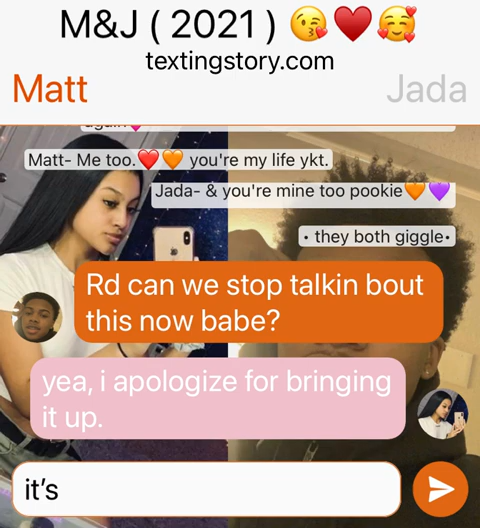 M&J ( 2021 ) 😘♥️🥰
textingstory.com
Matt Jada
Matt- Me too.❤️🧡 you're my life ykt.
Jada- & you're mine too pookie🧡💜
• they both giggle•
Rd can we stop talkin bout
this now babe?
yea, i apologize for bringing
it up.
it’s